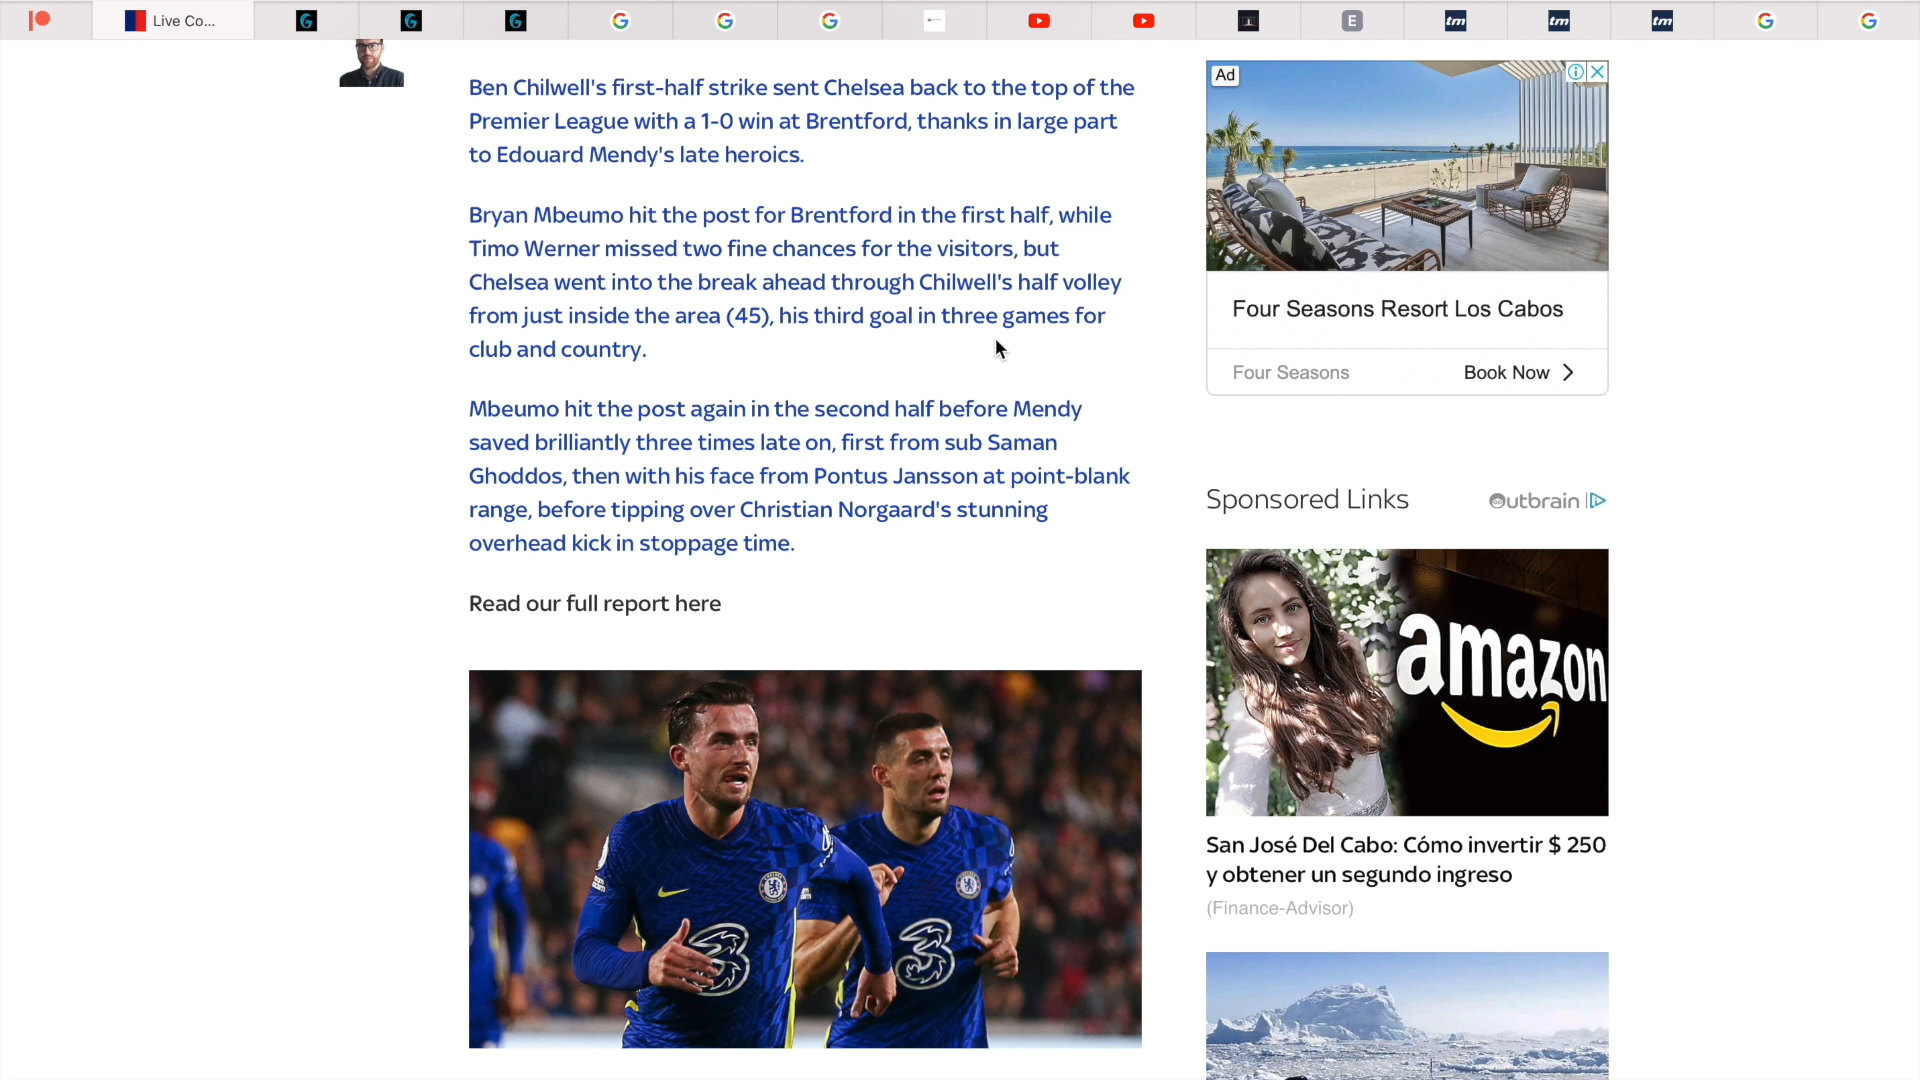 Live Co...
E
tm
tm
tm
Ben Chilwell's first-half strike sent Chelsea back to the top of the
Premier League with a 1-0 win at Brentford, thanks in large part
to Edouard Mendy's late heroics.
Bryan Mbeumo hit the post for Brentford in the first half, while
Timo Werner missed two fine chances for the visitors, but
Chelsea went into the break ahead through Chilwell's half volley
from just inside the area (45), his third goal in three games for
club and country.
Mbeumo hit the post again in the second half before Mendy
saved brilliantly three times late on, first from sub Saman
Ghoddos, then with his face from Pontus Jansson at point-blank
range, before tipping over Christian Norgaard's stunning
overhead kick in stoppage time.
Read our full report here
3
3
Ad
Four Seasons Resort Los Cabos
Four Seasons
Book Now
Sponsored Links
Outbrain
amazon
San José Del Cabo: Cómo invertir $ 250
y obtener un segundo ingreso
(Finance-Advisor)